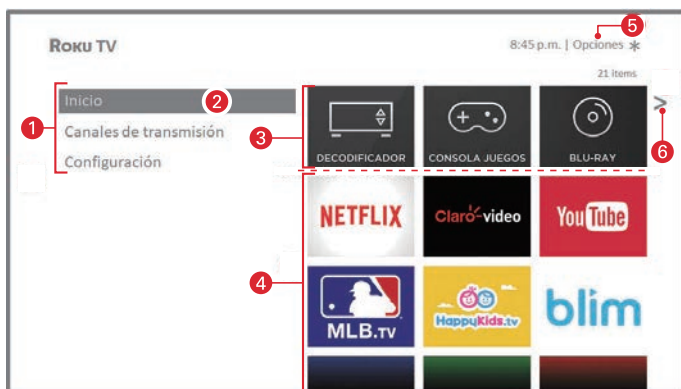 5
Roku TV
8:45 p.m. | Opciones *
21 items
1
Inicio 2
Canales de transmisión
Configuración
3
DECODIFICADOR
CONSOLA JUEGOS
BLU-RAY
>
6
NETFLIX
Claro-video
YouTube
4
MLB.TV
HappyKids.tv
blim